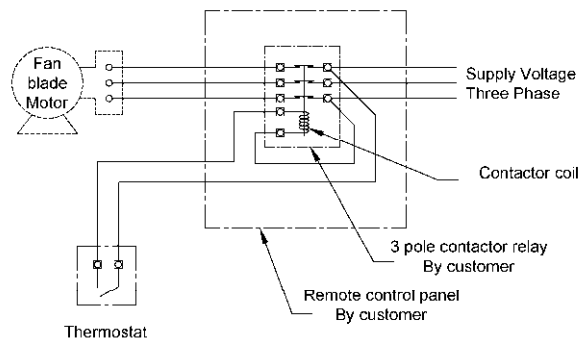 Fan
blade
Motor
Supply Voltage
Three Phase
Contactor coil
3 pole contactor relay
By customer
Remote control panel
By customer
Thermostat